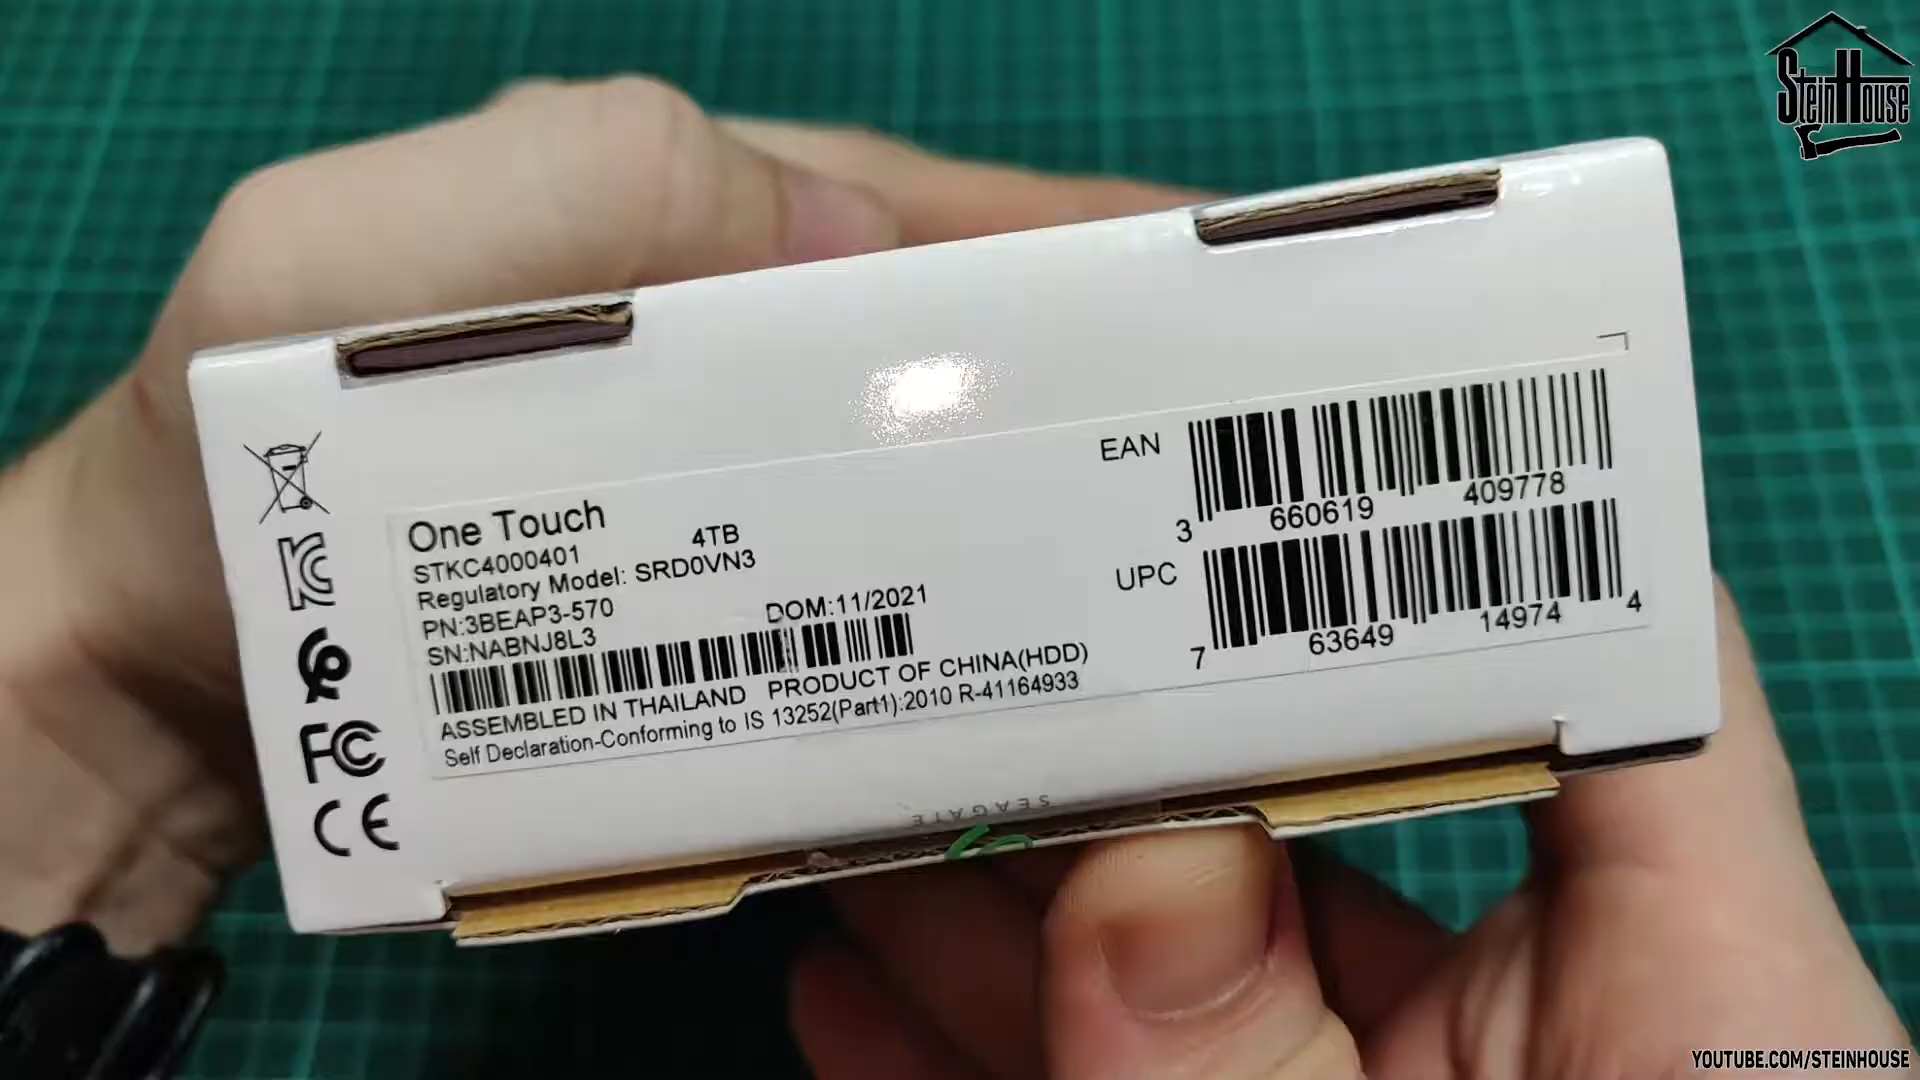 SteinHouse
One Touch
STKC4000401 4TB
Regulatory Model: SRD0VN3
PN:3BEAP3-570
SN:NABNJ8L3 DOM:11/2021
ASSEMBLED IN THAILAND PRODUCT OF CHINA(HDD)
Self Declaration-Conforming to IS 13252(Part1):2010 R-41164933
EAN
3 660619 409778
UPC
7 63649 14974 4
FC
CE
SEAGATE
YOUTUBE.COM/STEINHOUSE